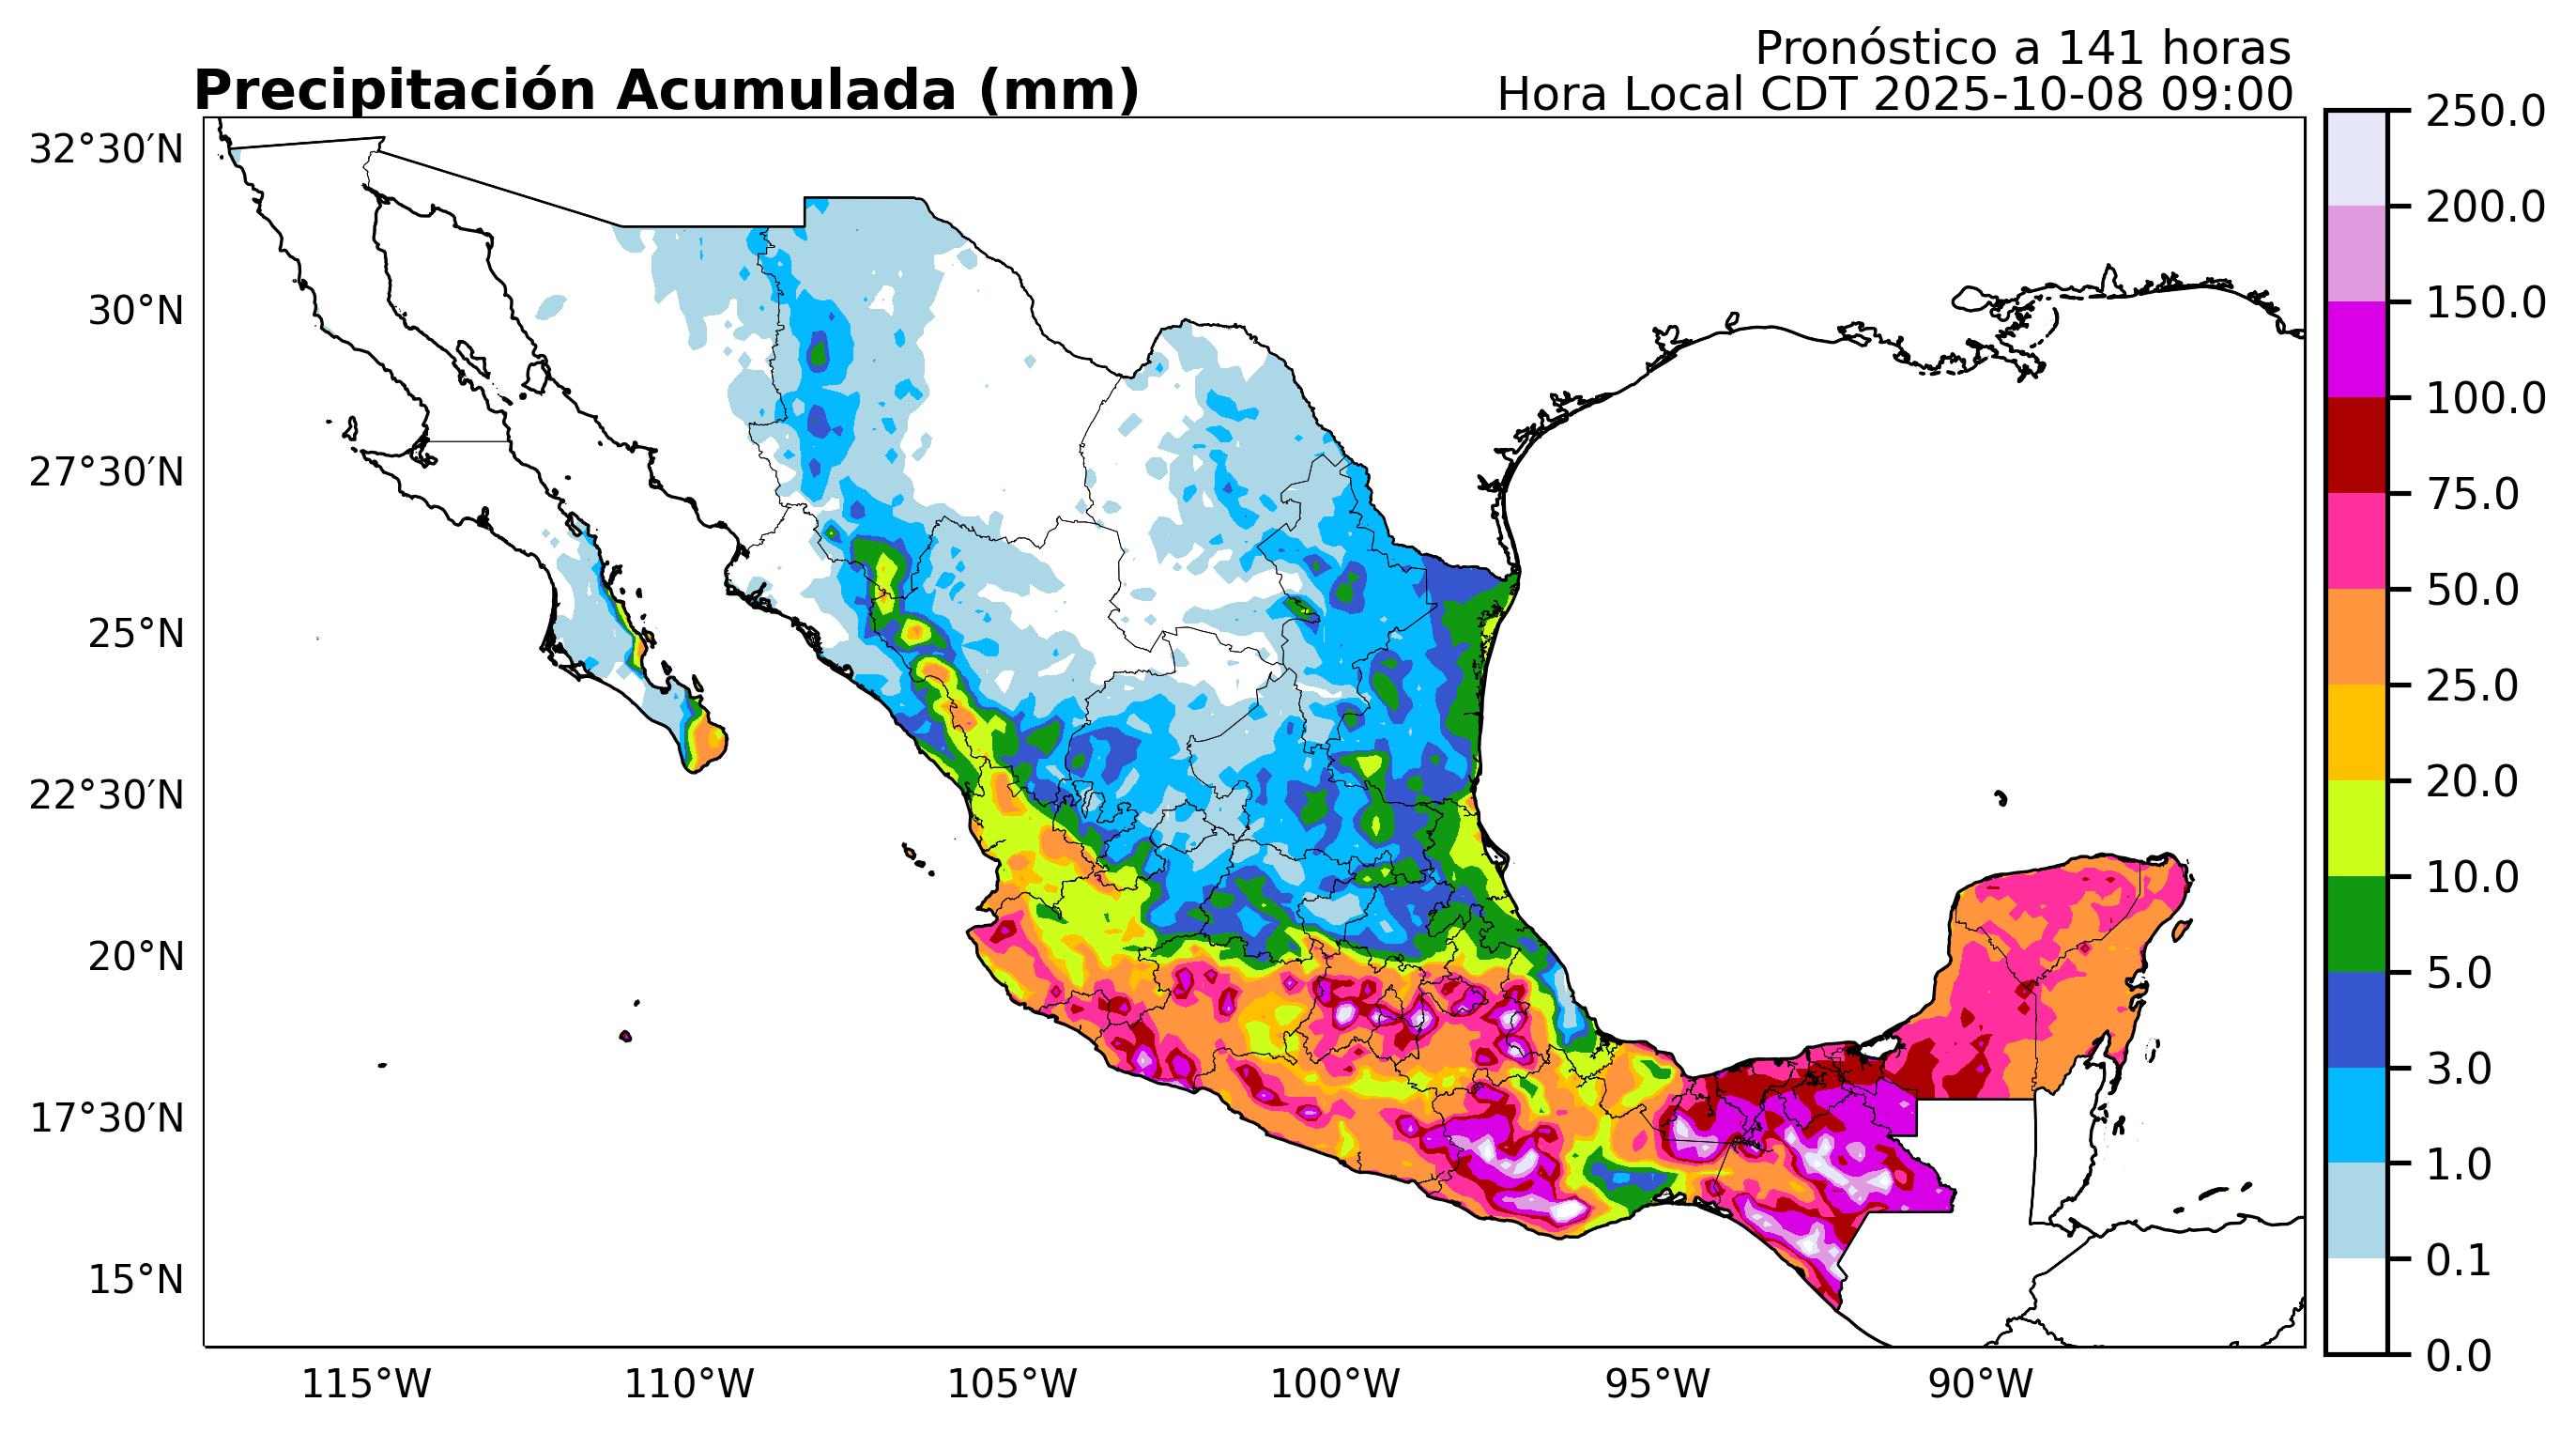 Pronóstico a 141 horas
Precipitación Acumulada (mm)
Hora Local CDT 2025-10-08 09:00
32°30′N
30°N
27°30′N
25°N
22°30′N
20°N
17°30′N
15°N
115°W
110°W
105°W
100°W
95°W
90°W
250.0
200.0
150.0
100.0
75.0
50.0
25.0
20.0
10.0
5.0
3.0
1.0
0.1
0.0